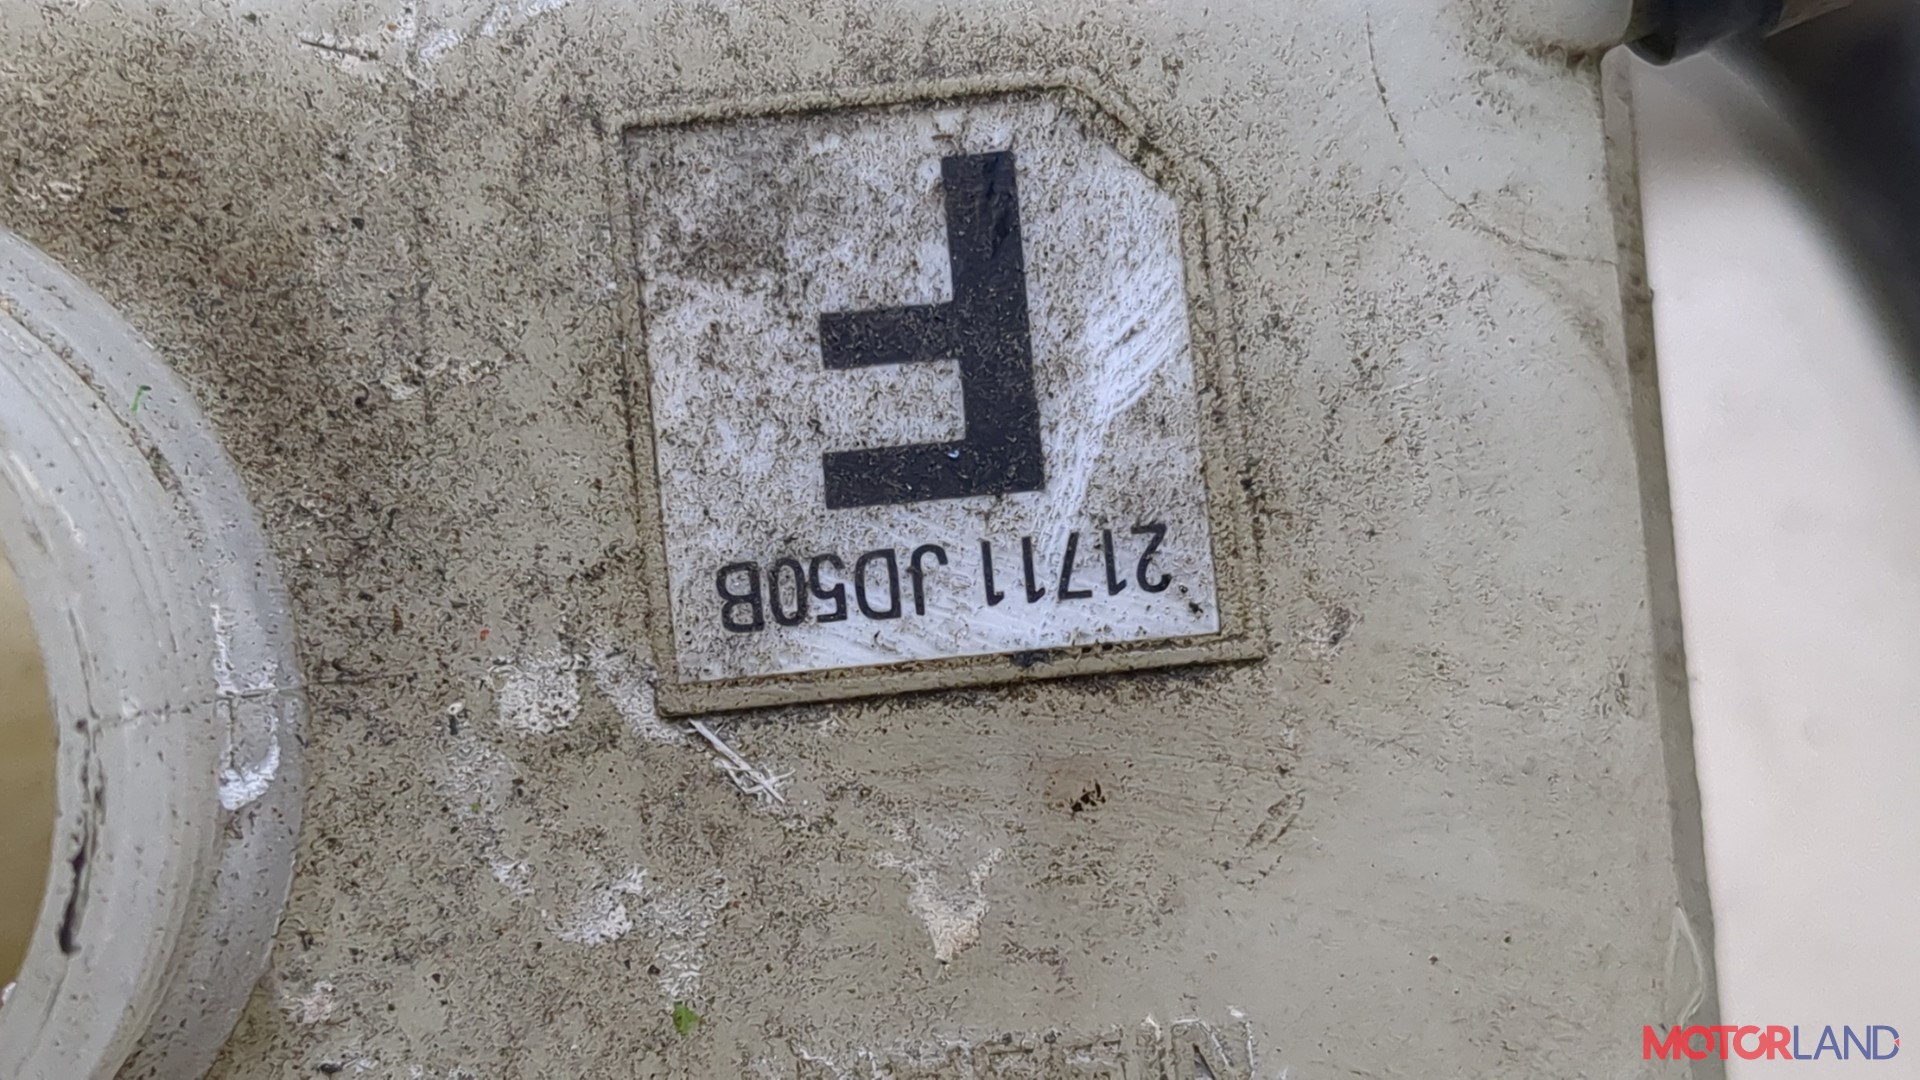 21711 JD50B
F
MOTORLAND